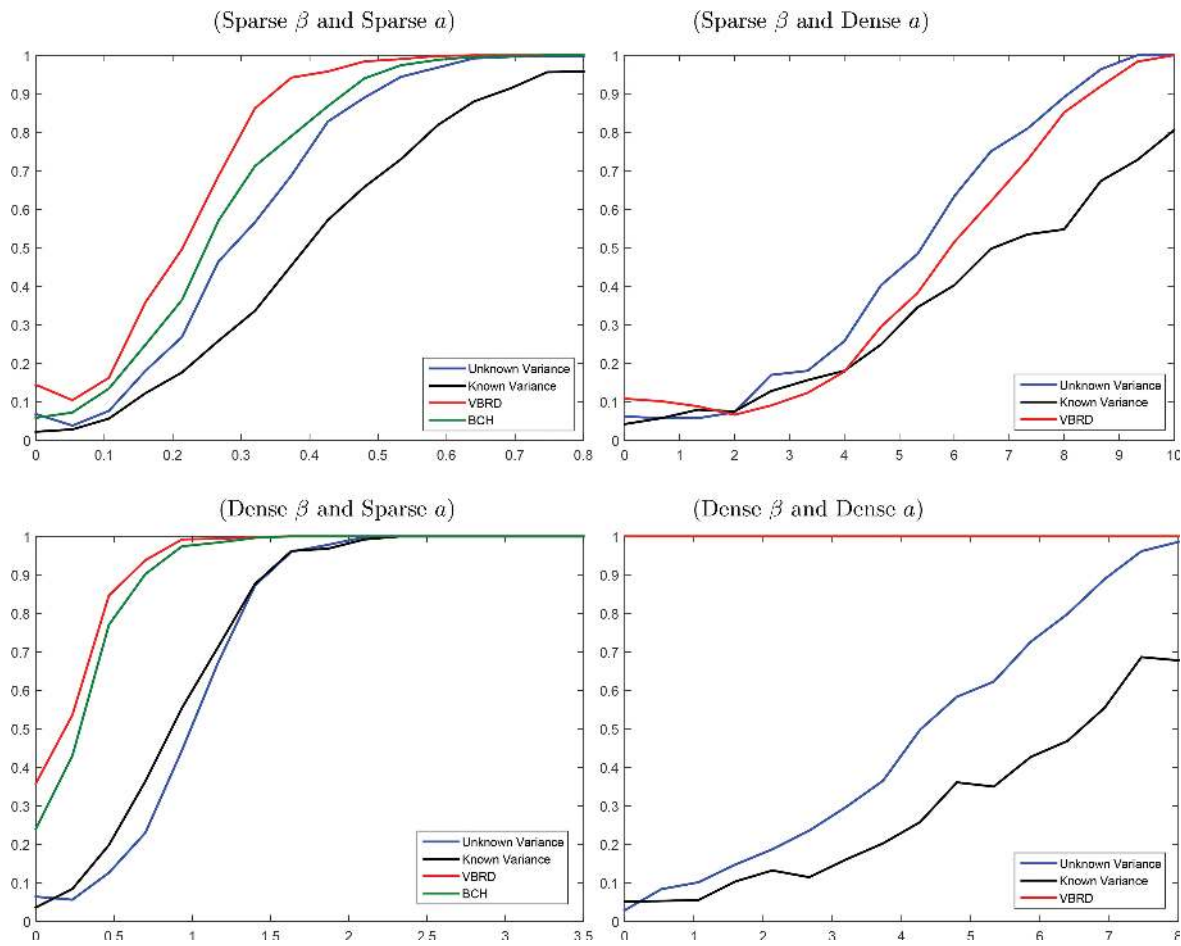 (Sparse β and Sparse a)
1
0.9
0.8
0.7
0.6
0.5
0.4
0.3
0.2
0.1
0
0 0.1 0.2 0.3 0.4 0.5 0.6 0.7 0.8
Unknown Variance
Known Variance
VBRD
BCH
(Sparse β and Dense a)
1
0.9
0.8
0.7
0.6
0.5
0.4
0.3
0.2
0.1
0
0 1 2 3 4 5 6 7 8 9 10
Unknown Variance
Known Variance
VBRD
(Dense β and Sparse a)
1
0.9
0.8
0.7
0.6
0.5
0.4
0.3
0.2
0.1
0
0 0.5 1 1.5 2 2.5 3 3.5
Unknown Variance
Known Variance
VBRD
BCH
(Dense β and Dense a)
1
0.9
0.8
0.7
0.6
0.5
0.4
0.3
0.2
0.1
0
0 1 2 3 4 5 6 7 8
Unknown Variance
Known Variance
VBRD